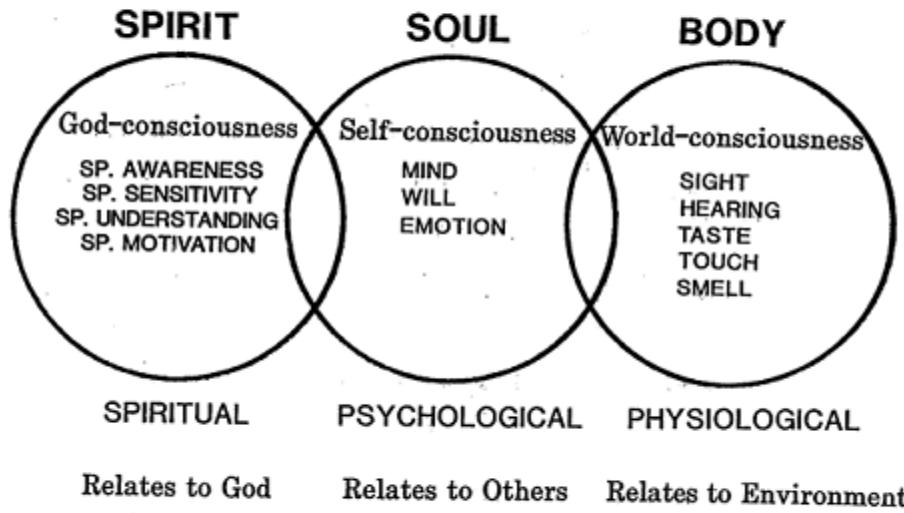 SPIRIT
God-consciousness
SP. AWARENESS
SP. SENSITIVITY
SP. UNDERSTANDING
SP. MOTIVATION
SPIRITUAL
Relates to God
SOUL
Self-consciousness
MIND
WILL
EMOTION
PSYCHOLOGICAL
Relates to Others
BODY
World-consciousness
SIGHT
HEARING
TASTE
TOUCH
SMELL
PHYSIOLOGICAL
Relates to Environment